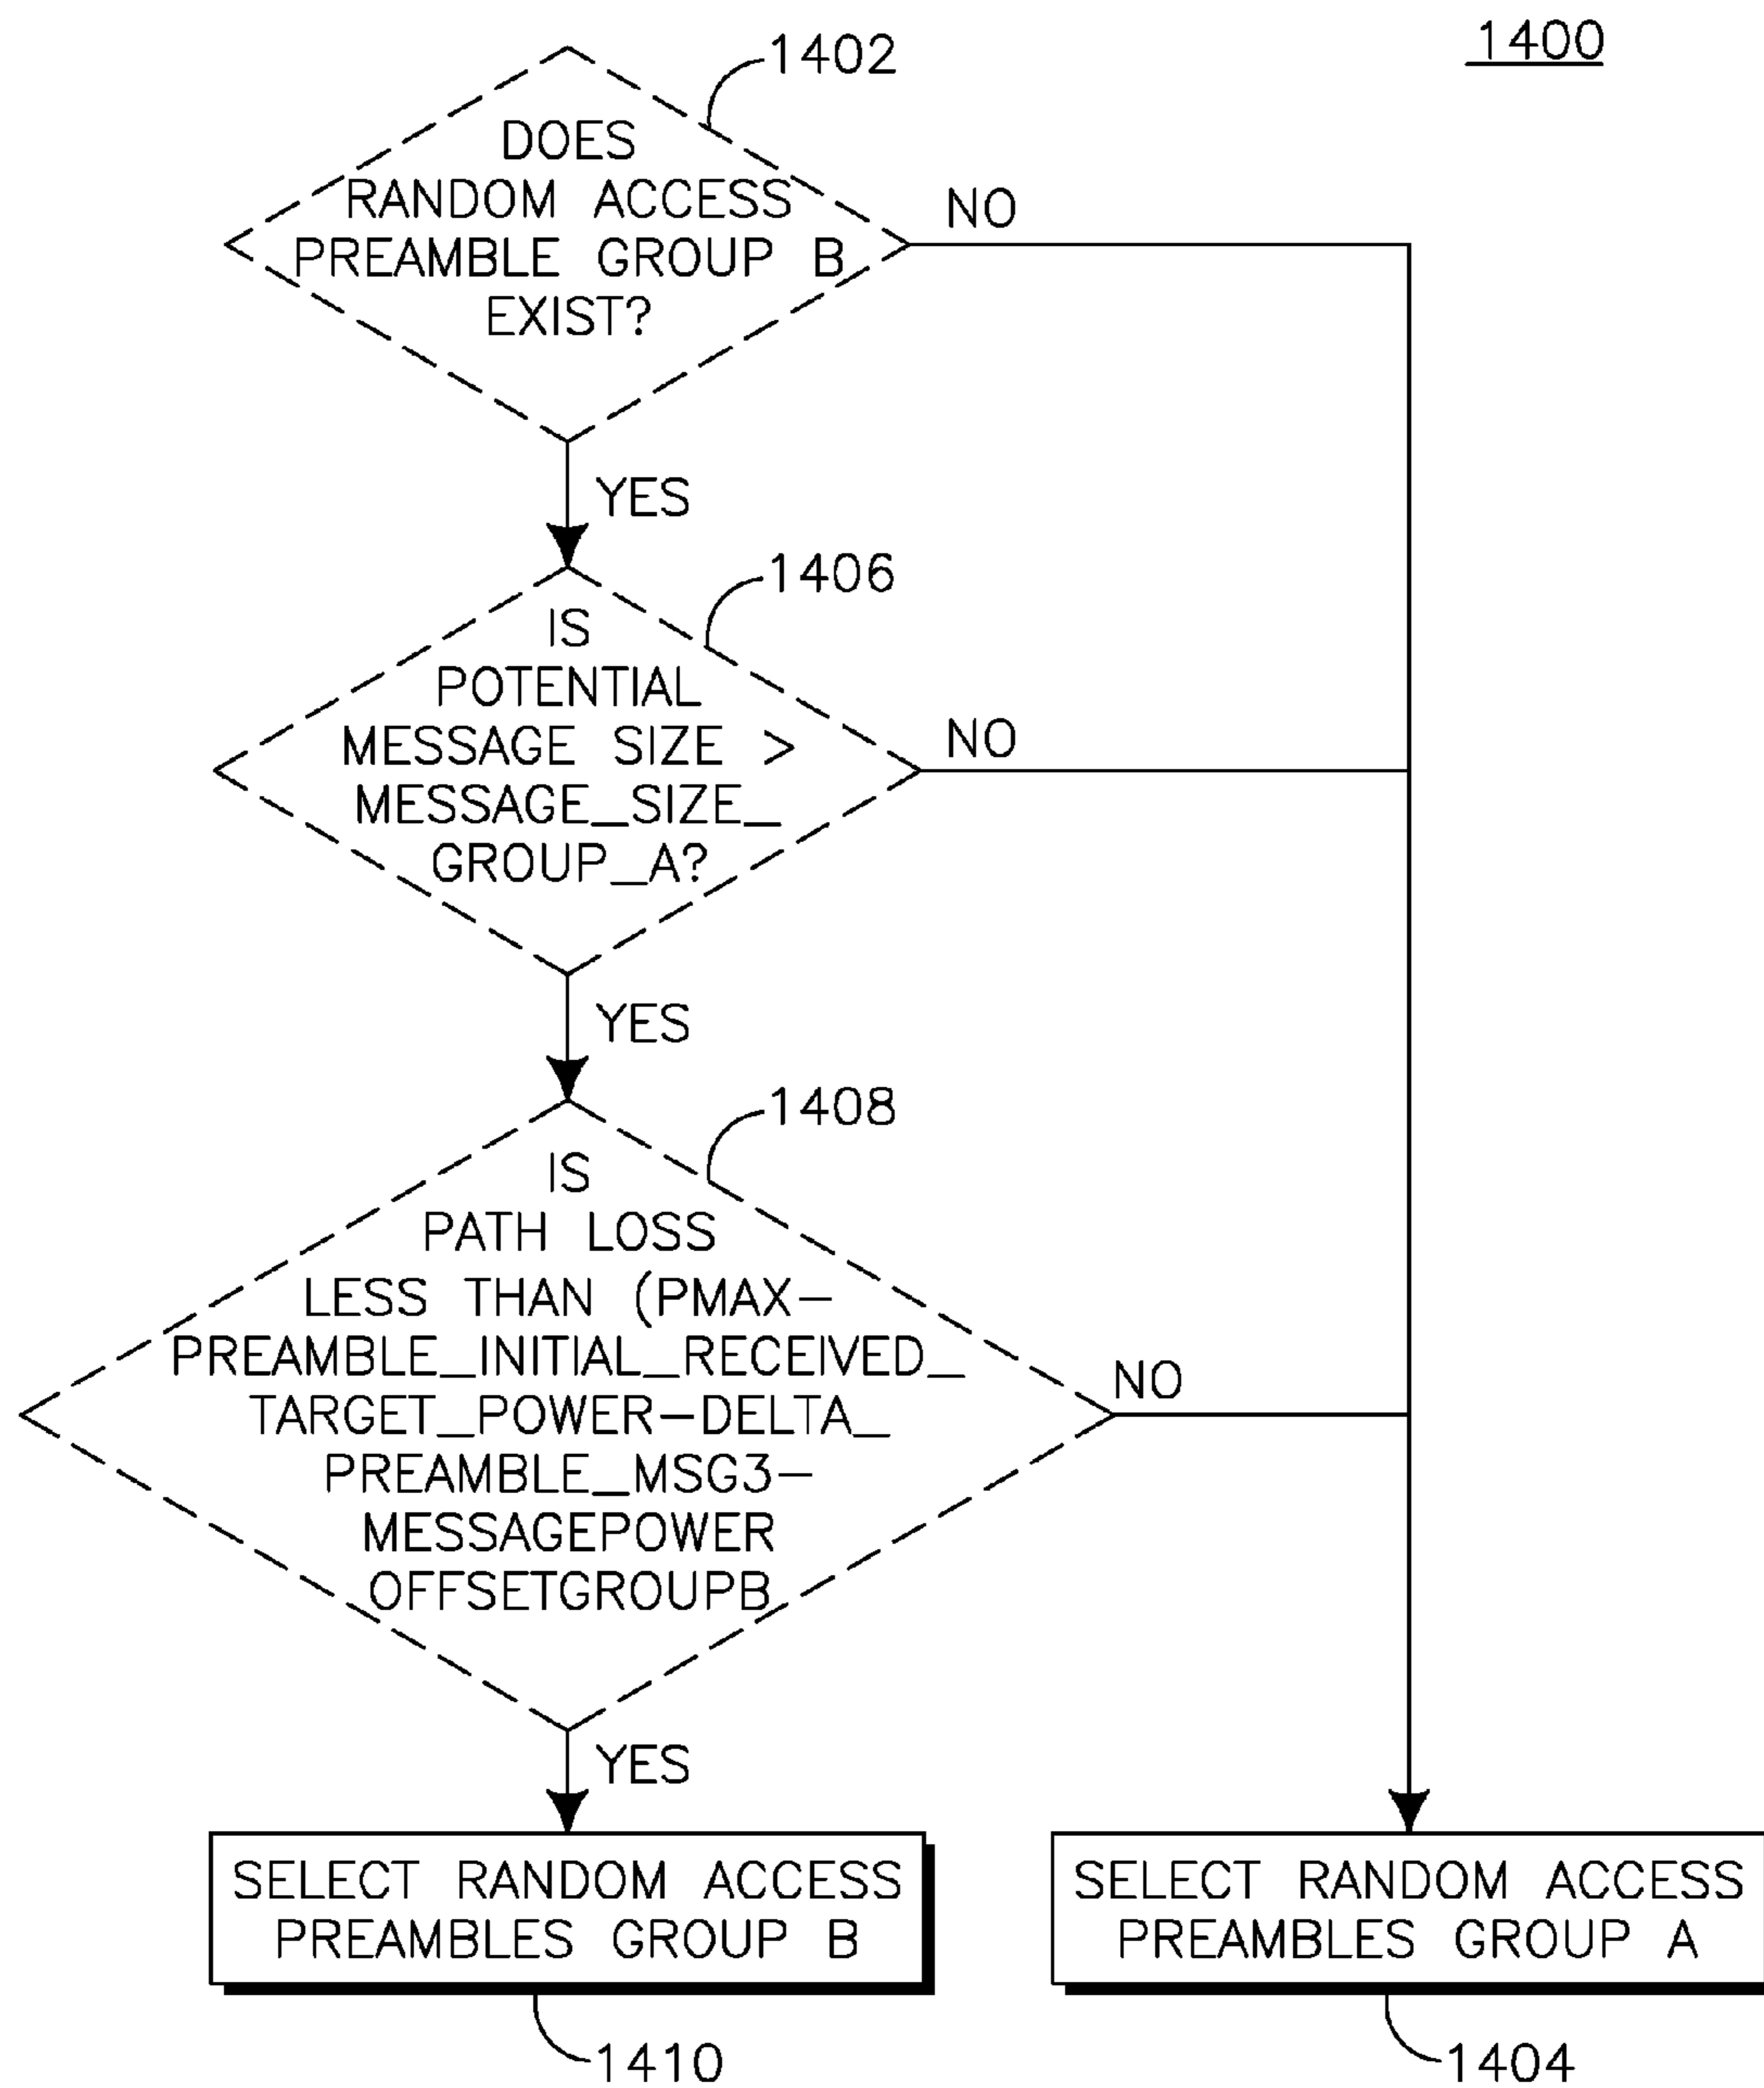 1400
1402
DOES
RANDOM ACCESS
PREAMBLE GROUP B
EXIST?
NO
YES
1406
IS
POTENTIAL
MESSAGE SIZE >
MESSAGE_SIZE_
GROUP_A?
NO
YES
1408
IS
PATH LOSS
LESS THAN (PMAX-
PREAMBLE_INITIAL_RECEIVED_
TARGET_POWER-DELTA_
PREAMBLE_MSG3-
MESSAGEPOWER
OFFSETGROUPB
NO
YES
SELECT RANDOM ACCESS
PREAMBLES GROUP B
1410
SELECT RANDOM ACCESS
PREAMBLES GROUP A
1404